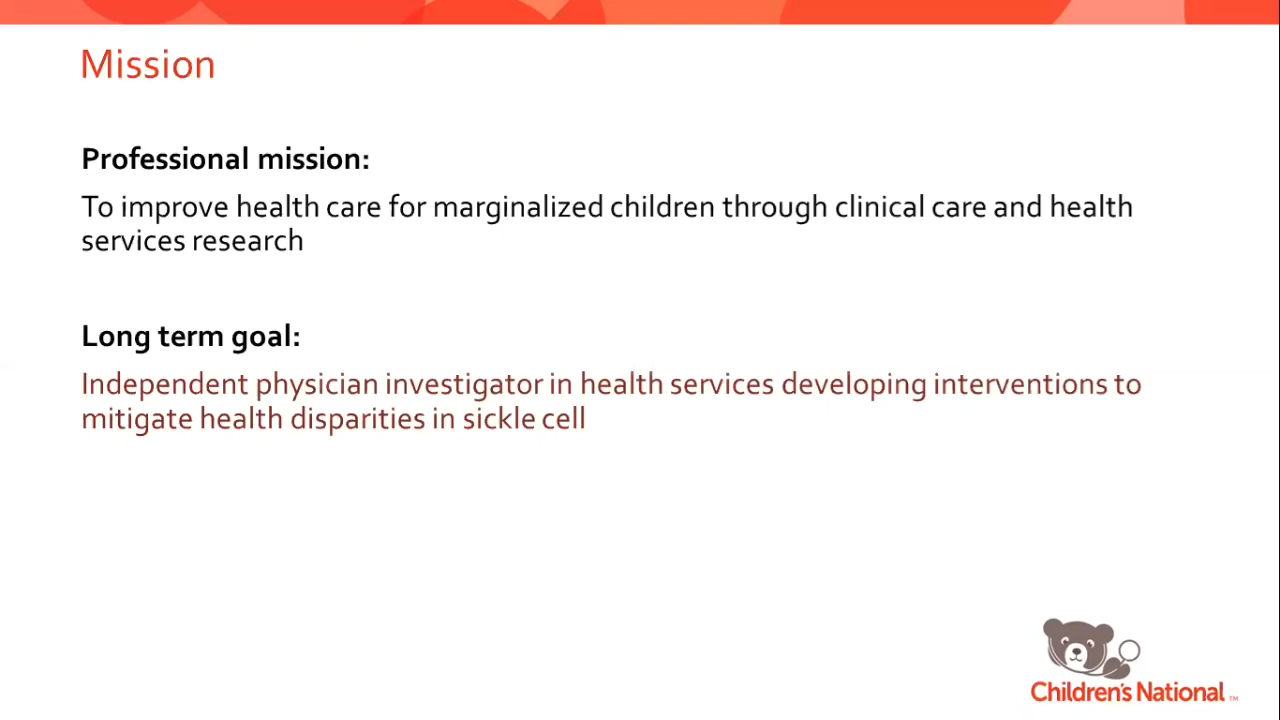 Mission
Professional mission:
To improve health care for marginalized children through clinical care and health
services research
Long term goal:
Independent physician investigator in health services developing interventions to
mitigate health disparities in sickle cell
Children's National ™